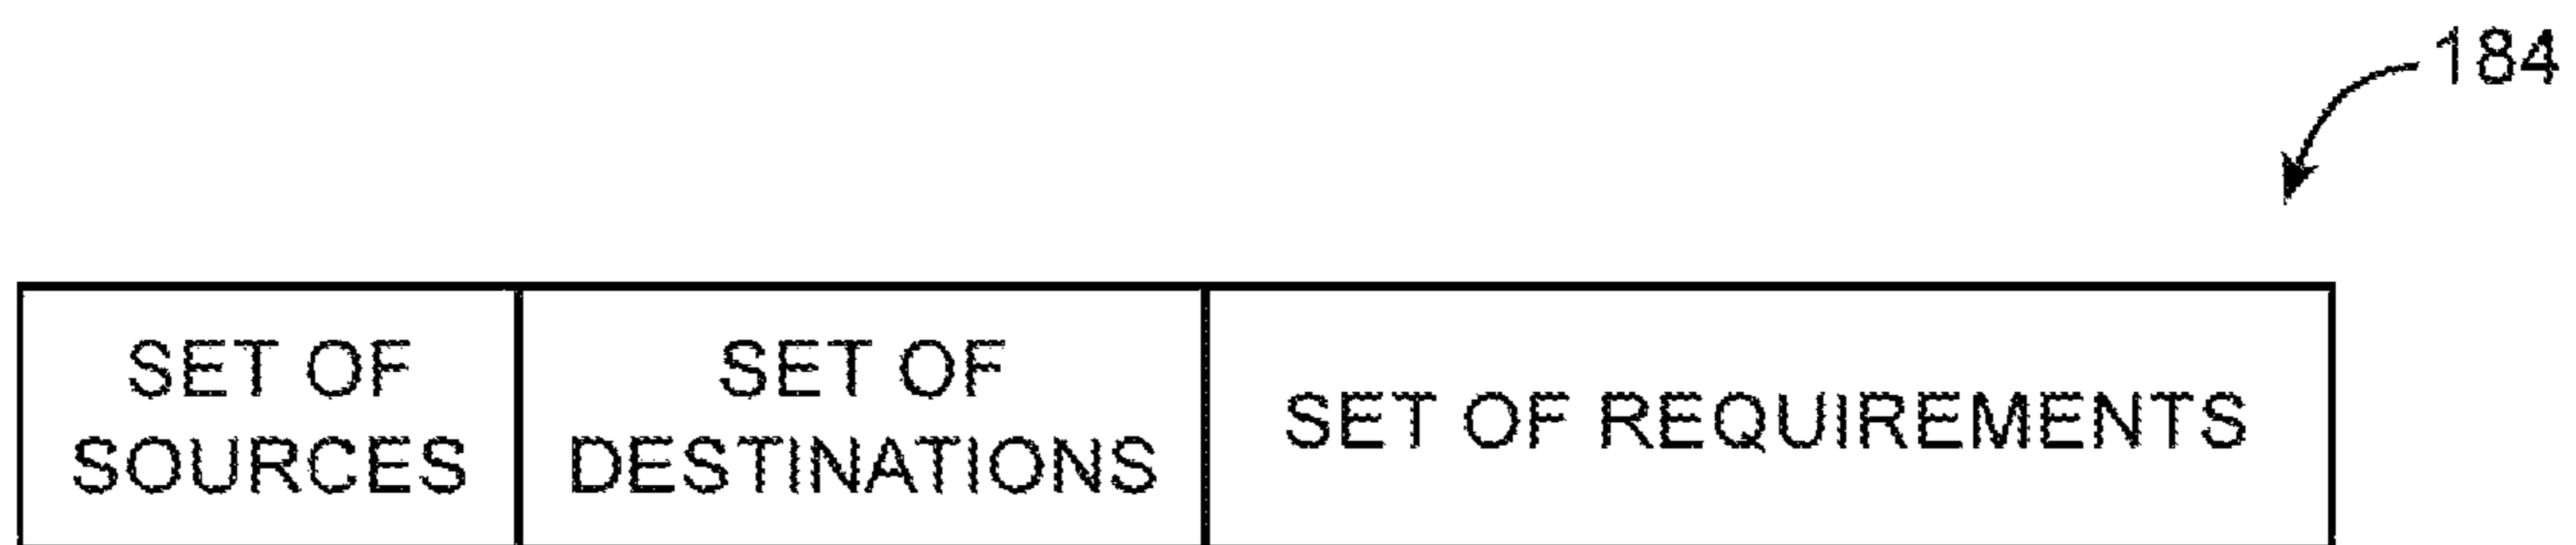 184
SET OF
SOURCES
SET OF
DESTINATIONS
SET OF REQUIREMENTS